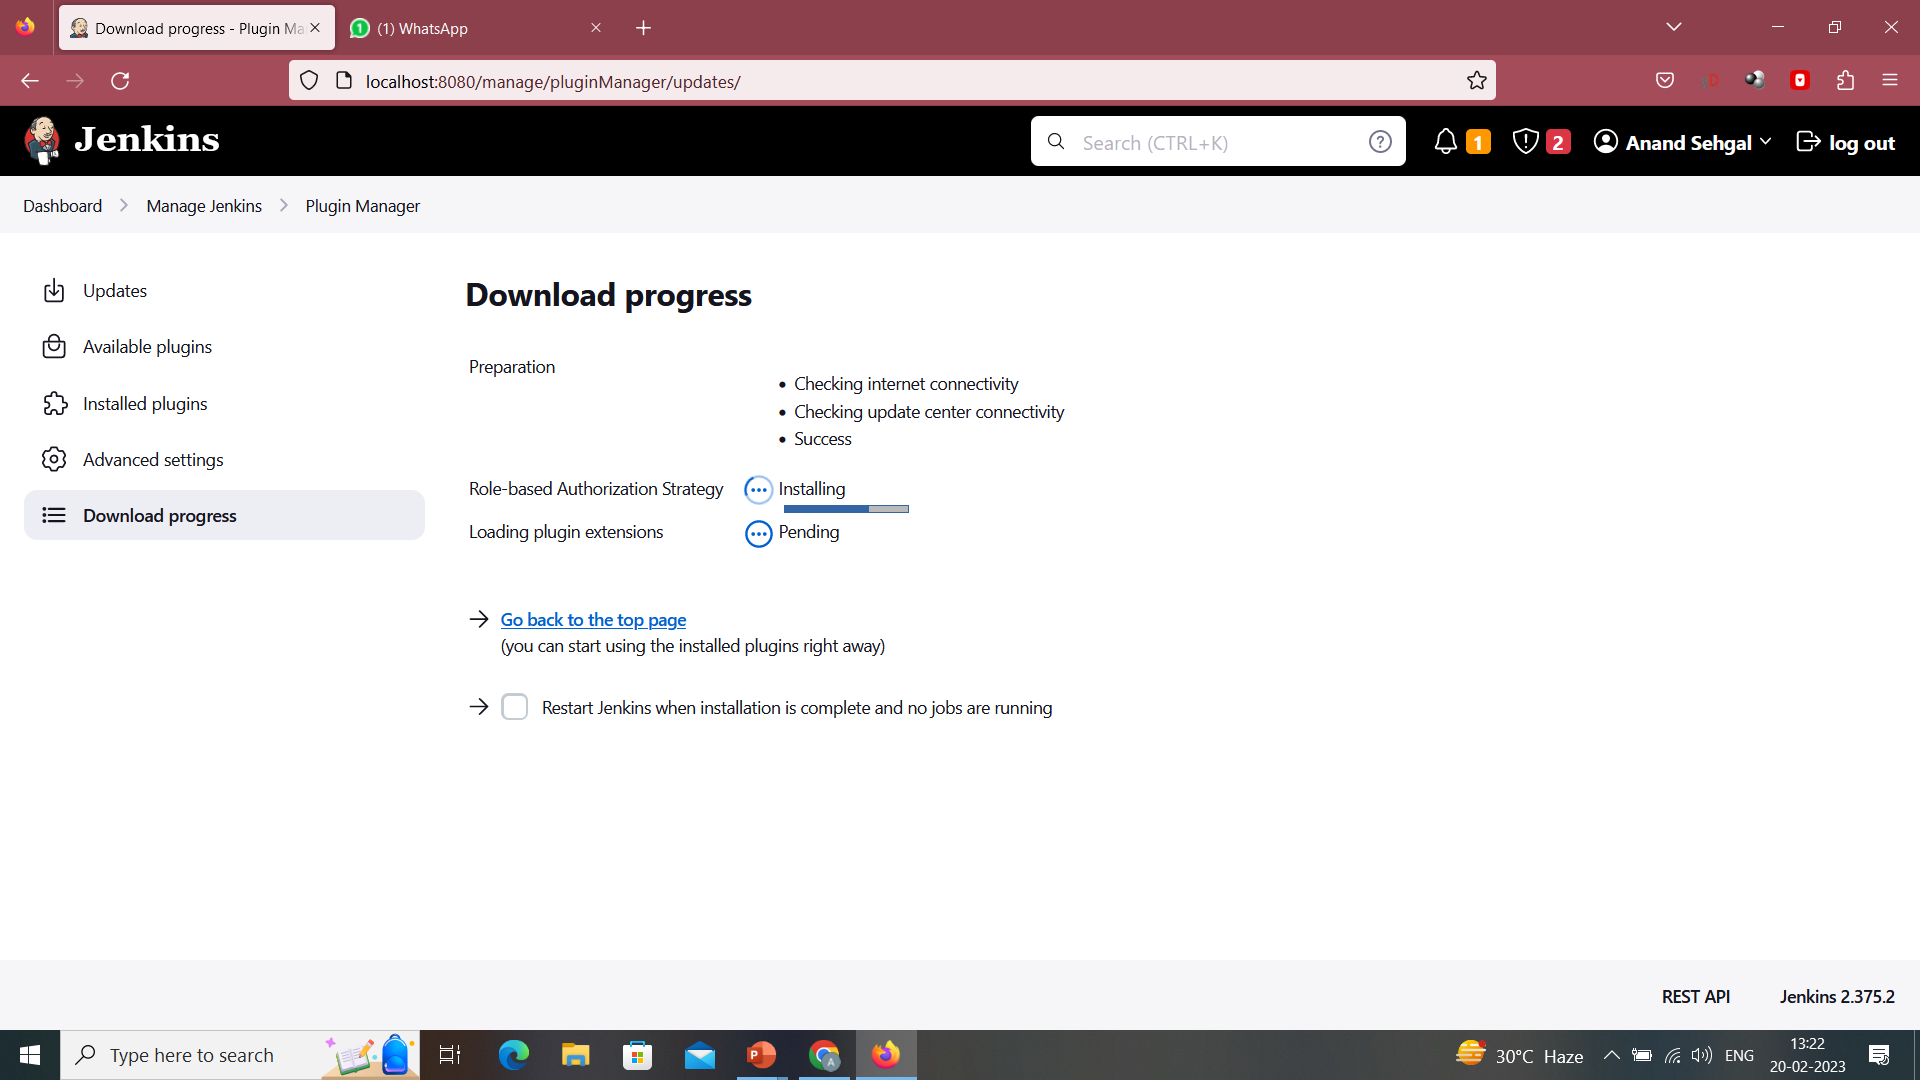 Download progress - Plugin Ma
(1) WhatsApp
localhost:8080/manage/pluginManager/updates/
Jenkins
Search (CTRL+K)
1
2
Anand Sehgal
log out
Dashboard
Manage Jenkins
Plugin Manager
Updates
Available plugins
Installed plugins
Advanced settings
Download progress
Download progress
Preparation
• Checking internet connectivity
• Checking update center connectivity
• Success
Role-based Authorization Strategy
Installing
Loading plugin extensions
Pending
Go back to the top page
(you can start using the installed plugins right away)
Restart Jenkins when installation is complete and no jobs are running
REST API
Jenkins 2.375.2
Type here to search
30°C Haze
ENG
13:22
20-02-2023